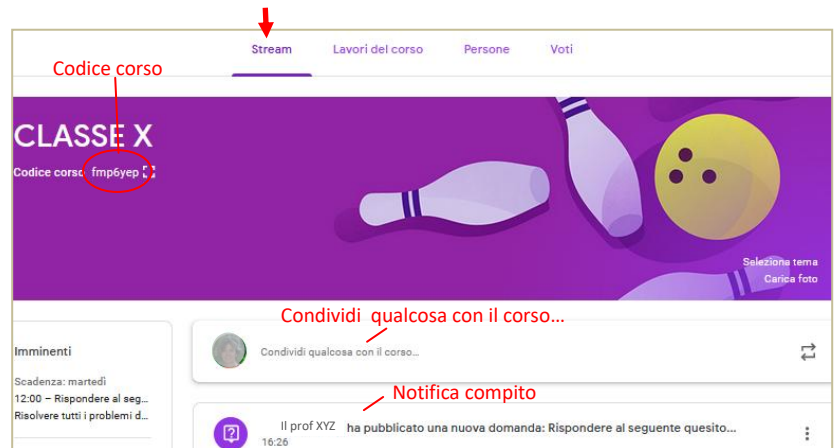 Stream Lavori del corso Persone Voti
Codice corso
CLASSE X
Codice corso fmp6yep
Seleziona tema
Carica foto
Condividi qualcosa con il corso...
Imminenti
Condividi qualcosa con il corso...
Scadenza: martedì
12:00 – Rispondere al seg...
Risolvere tutti i problemi d...
Notifica compito
Il prof XYZ ha pubblicato una nuova domanda: Rispondere al seguente quesito...
16:26